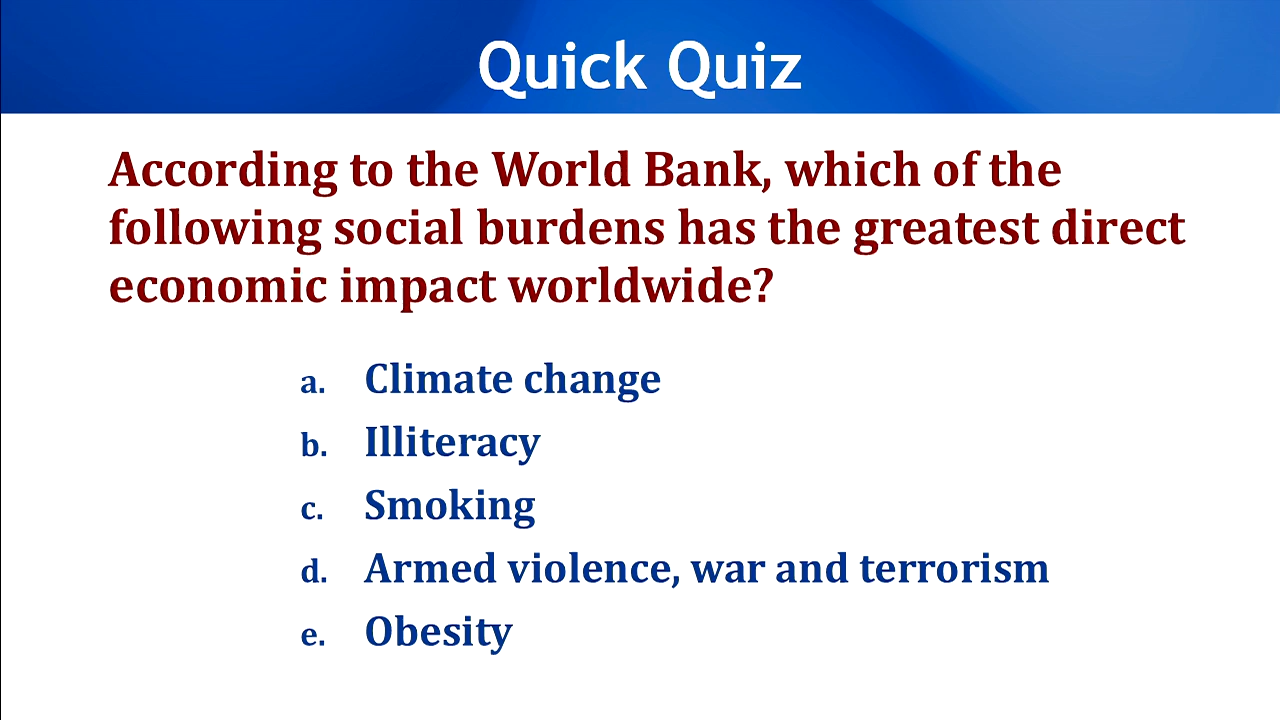 Quick Quiz
According to the World Bank, which of the
following social burdens has the greatest direct
economic impact worldwide?
a. Climate change
b. Illiteracy
c. Smoking
d. Armed violence, war and terrorism
e. Obesity